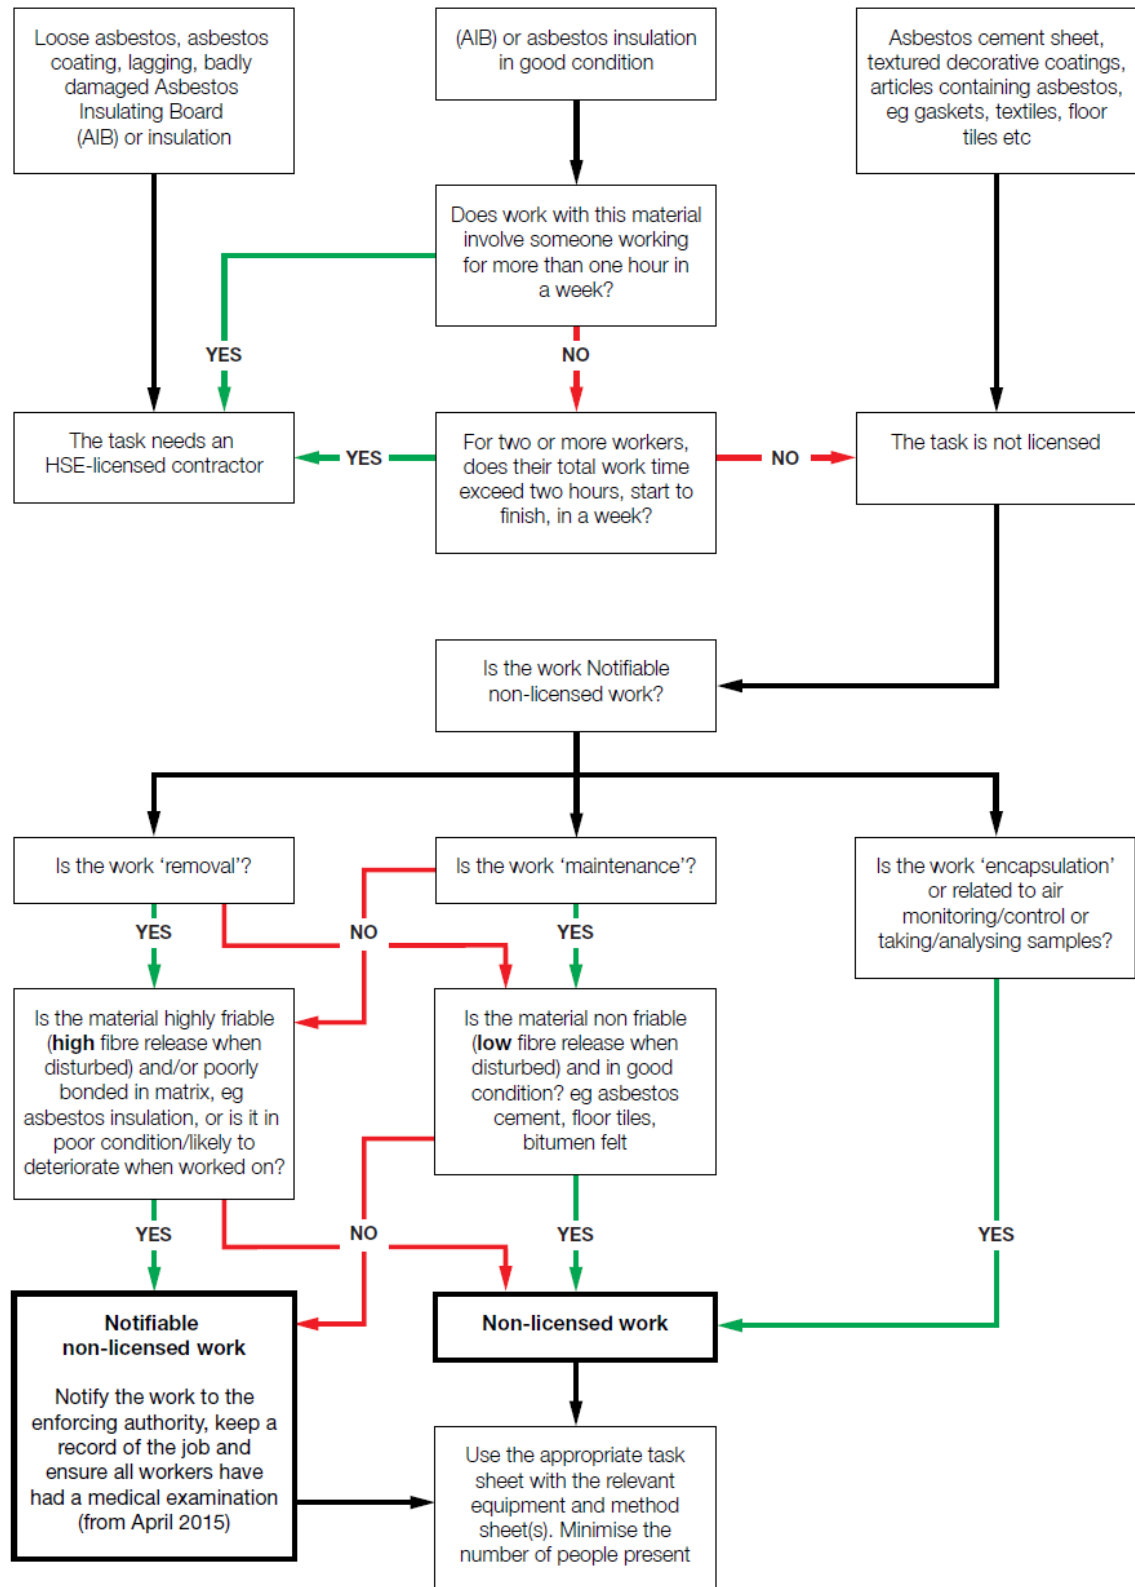 Loose asbestos, asbestos
coating, lagging, badly
damaged Asbestos
Insulating Board
(AIB) or insulation
(AIB) or asbestos insulation
in good condition
Asbestos cement sheet,
textured decorative coatings,
articles containing asbestos,
eg gaskets, textiles, floor
tiles etc
Does work with this material
involve someone working
for more than one hour in
a week?
YES
NO
The task needs an
HSE-licensed contractor
YES
For two or more workers,
does their total work time
exceed two hours, start to
finish, in a week?
NO
The task is not licensed
Is the work Notifiable
non-licensed work?
Is the work ‘removal’?
Is the work ‘maintenance’?
Is the work ‘encapsulation’
or related to air
monitoring/control or
taking/analysing samples?
YES
NO
YES
Is the material highly friable
(high fibre release when
disturbed) and/or poorly
bonded in matrix, eg
asbestos insulation, or is it in
poor condition/likely to
deteriorate when worked on?
Is the material non friable
(low fibre release when
disturbed) and in good
condition? eg asbestos
cement, floor tiles,
bitumen felt
YES
NO
YES
YES
Notifiable
non-licensed work
Notify the work to the
enforcing authority, keep a
record of the job and
ensure all workers have
had a medical examination
(from April 2015)
Non-licensed work
Use the appropriate task
sheet with the relevant
equipment and method
sheet(s). Minimise the
number of people present